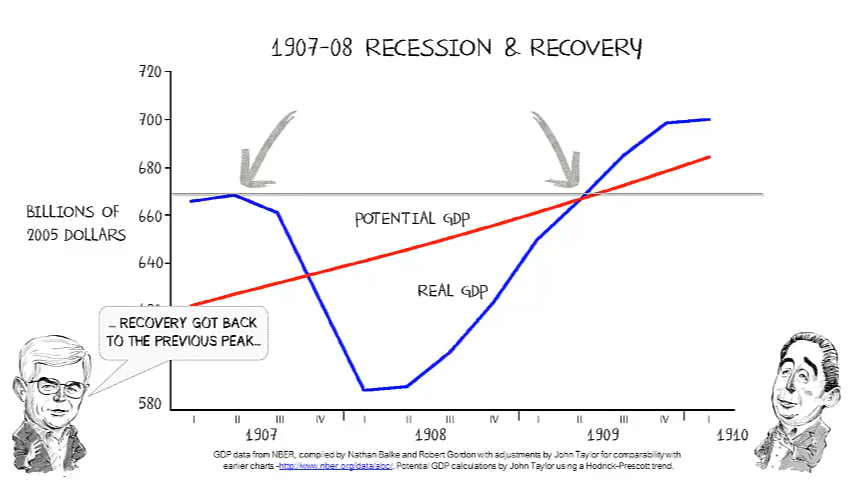 1907-08 RECESSION & RECOVERY
720
700
680
660
640
580
BILLIONS OF
2005 DOLLARS
POTENTIAL GDP
REAL GDP
... RECOVERY GOT BACK
TO THE PREVIOUS PEAK...
I II III IV I II III IV I II III IV I
1907 1908 1909 1910
GDP data from NBER, compiled by Nathan Balke and Robert Gordon with adjustments by John Taylor for comparability with
earlier charts -http://www.nber.org/data/abc/. Potential GDP calculations by John Taylor using a Hodrick-Prescott trend.